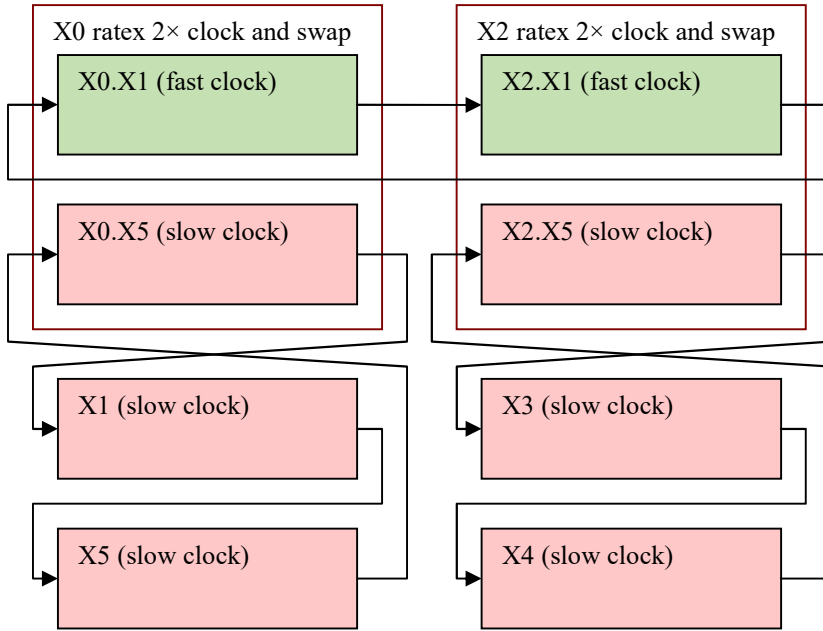 X0 ratex 2× clock and swap
X2 ratex 2× clock and swap
X0.X1 (fast clock)
X2.X1 (fast clock)
X0.X5 (slow clock)
X2.X5 (slow clock)
X1 (slow clock)
X3 (slow clock)
X5 (slow clock)
X4 (slow clock)